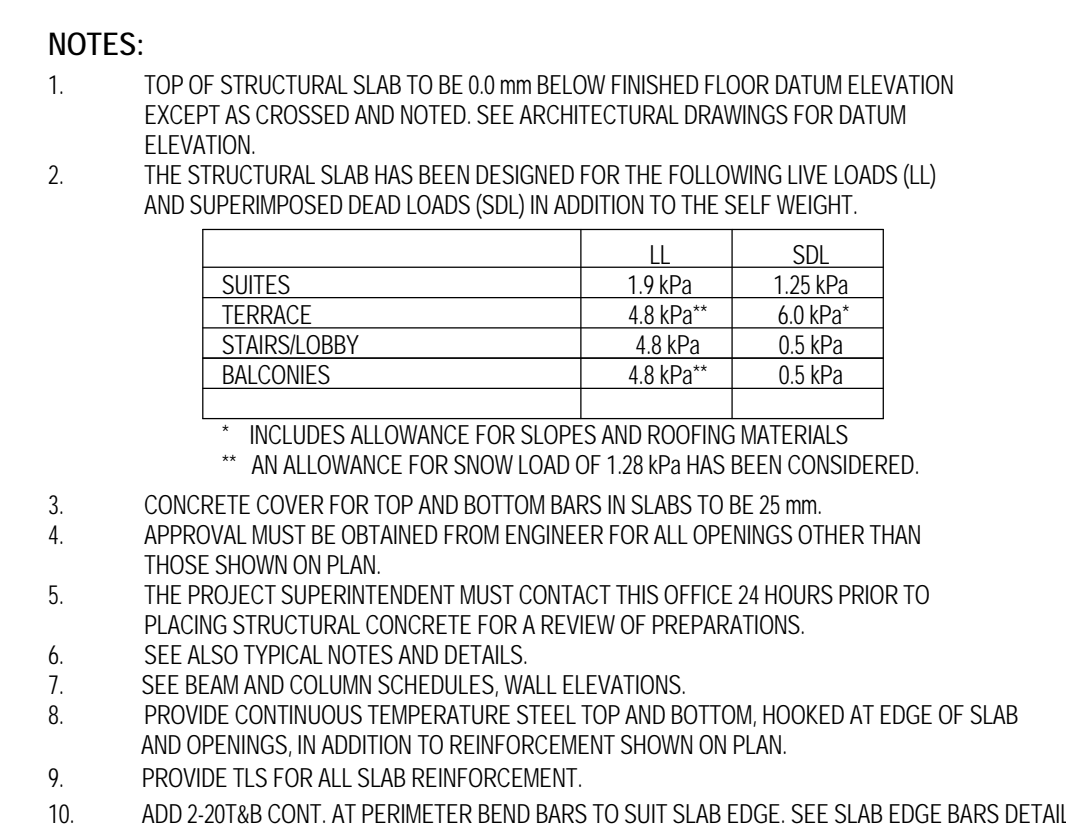 NOTES:
1. TOP OF STRUCTURAL SLAB TO BE 0.0 mm BELOW FINISHED FLOOR DATUM ELEVATION
EXCEPT AS CROSSED AND NOTED. SEE ARCHITECTURAL DRAWINGS FOR DATUM
ELEVATION.
2. THE STRUCTURAL SLAB HAS BEEN DESIGNED FOR THE FOLLOWING LIVE LOADS (LL)
AND SUPERIMPOSED DEAD LOADS (SDL) IN ADDITION TO THE SELF WEIGHT.
LL SDL
SUITES 1.9 kPa 1.25 kPa
TERRACE 4.8 kPa** 6.0 kPa*
STAIRS/LOBBY 4.8 kPa 0.5 kPa
BALCONIES 4.8 kPa** 0.5 kPa
* INCLUDES ALLOWANCE FOR SLOPES AND ROOFING MATERIALS
** AN ALLOWANCE FOR SNOW LOAD OF 1.28 kPa HAS BEEN CONSIDERED.
3. CONCRETE COVER FOR TOP AND BOTTOM BARS IN SLABS TO BE 25 mm.
4. APPROVAL MUST BE OBTAINED FROM ENGINEER FOR ALL OPENINGS OTHER THAN
THOSE SHOWN ON PLAN.
5. THE PROJECT SUPERINTENDENT MUST CONTACT THIS OFFICE 24 HOURS PRIOR TO
PLACING STRUCTURAL CONCRETE FOR A REVIEW OF PREPARATIONS.
6. SEE ALSO TYPICAL NOTES AND DETAILS.
7. SEE BEAM AND COLUMN SCHEDULES, WALL ELEVATIONS.
8. PROVIDE CONTINUOUS TEMPERATURE STEEL TOP AND BOTTOM, HOOKED AT EDGE OF SLAB
AND OPENINGS, IN ADDITION TO REINFORCEMENT SHOWN ON PLAN.
9. PROVIDE TLS FOR ALL SLAB REINFORCEMENT.
10. ADD 2-20T&B CONT. AT PERIMETER BEND BARS TO SUIT SLAB EDGE. SEE SLAB EDGE BARS DETAIL